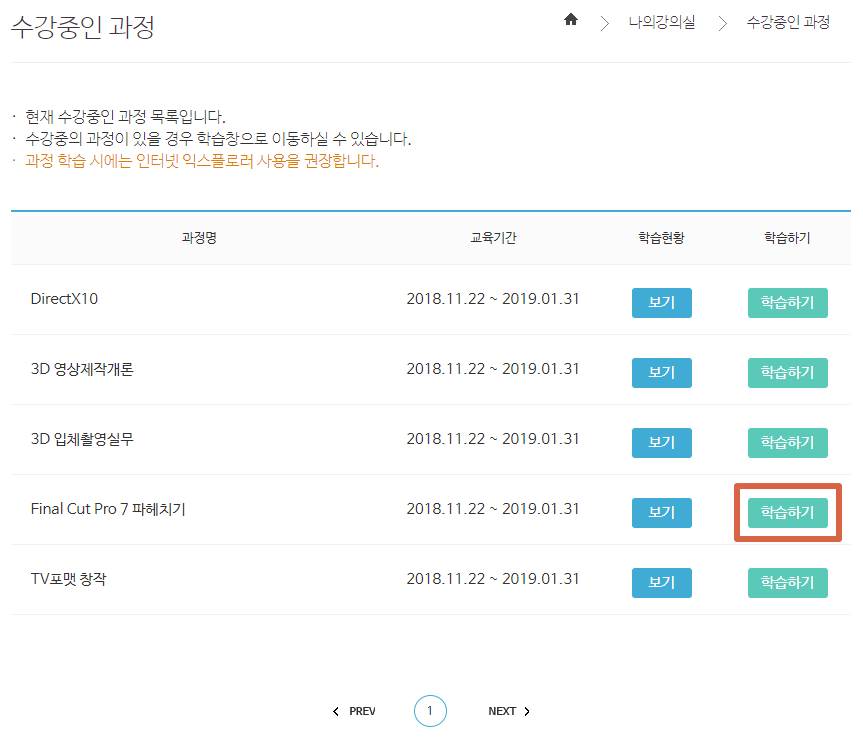 수강중인 과정
나의강의실 수강중인 과정
· 현재 수강중인 과정 목록입니다.
· 수강중의 과정이 있을 경우 학습창으로 이동하실 수 있습니다.
· 과정 학습 시에는 인터넷 익스플로러 사용을 권장합니다.
과정명 교육기간 학습현황 학습하기
DirectX10 2018.11.22 ~ 2019.01.31 보기 학습하기
3D 영상제작개론 2018.11.22 ~ 2019.01.31 보기 학습하기
3D 입체촬영실무 2018.11.22 ~ 2019.01.31 보기 학습하기
Final Cut Pro 7 파헤치기 2018.11.22 ~ 2019.01.31 보기 학습하기
TV포맷 창작 2018.11.22 ~ 2019.01.31 보기 학습하기
PREV 1 NEXT